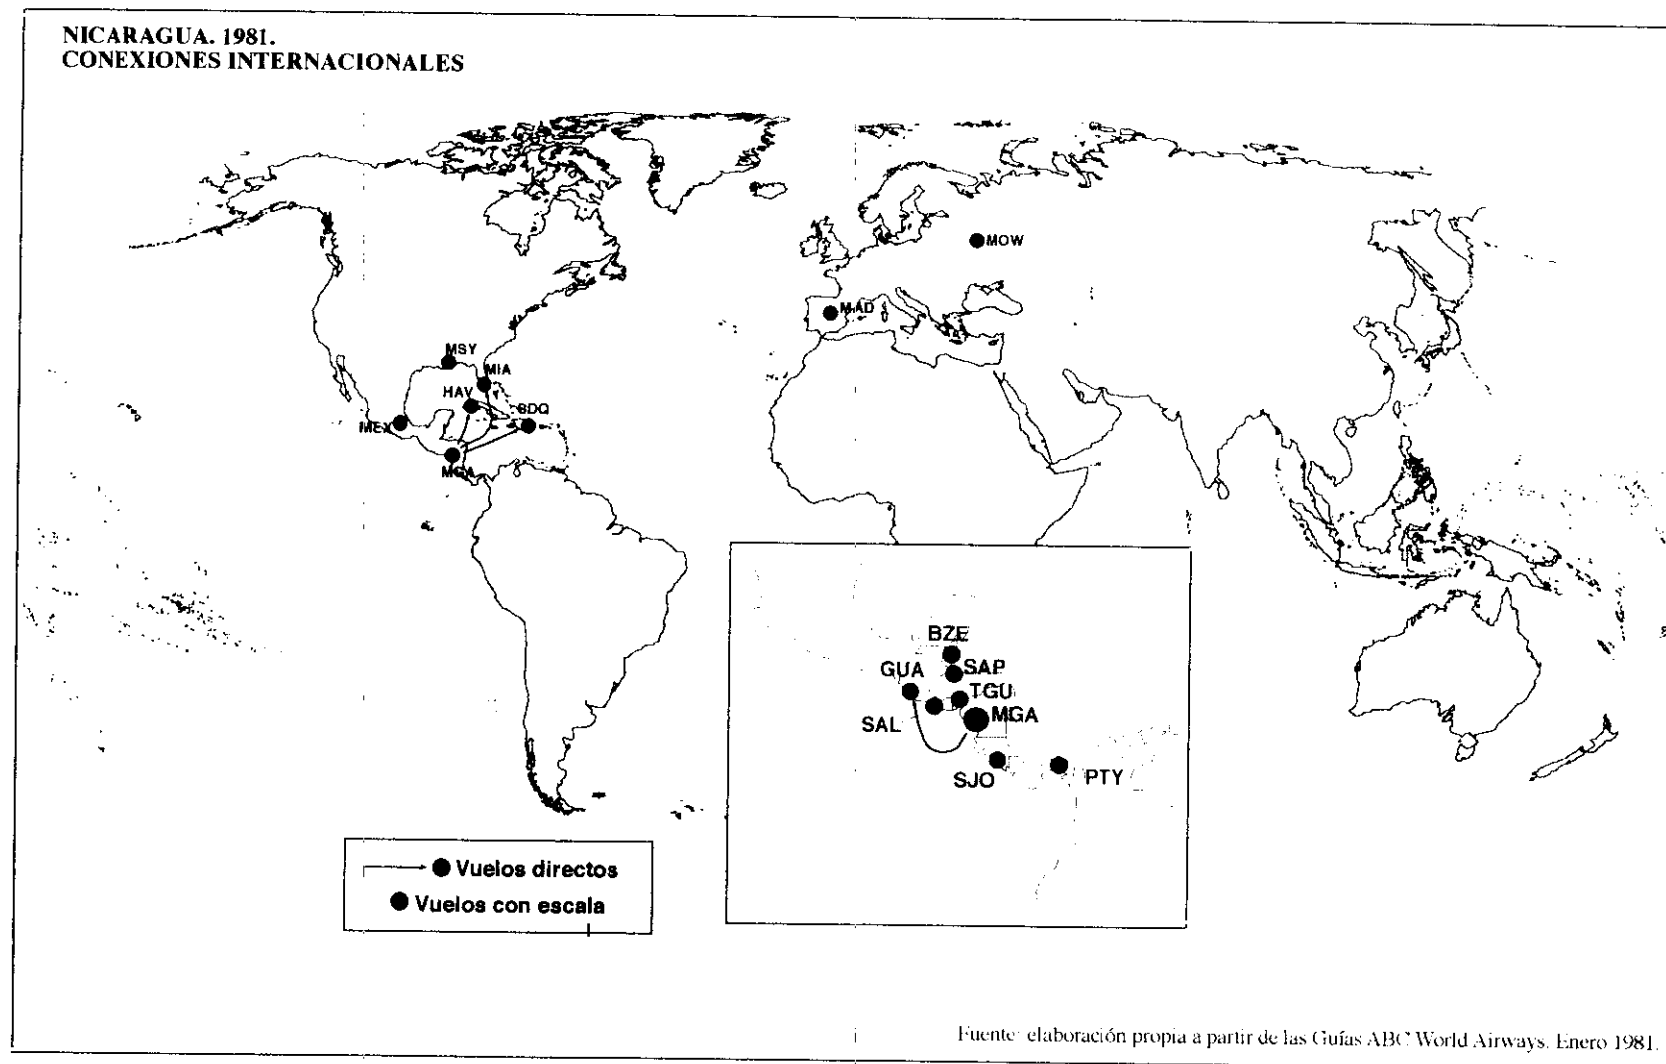 NICARAGUA. 1981.
CONEXIONES INTERNACIONALES
MOW
MAD
MSY
MIA
HAV
SDQ
MEX
MGA
BZE
GUA
SAP
TGU
MGA
SAL
SJO
PTY
Vuelos directos
Vuelos con escala
Fuente: elaboración propia a partir de las Guías ABC World Airways. Enero 1981.